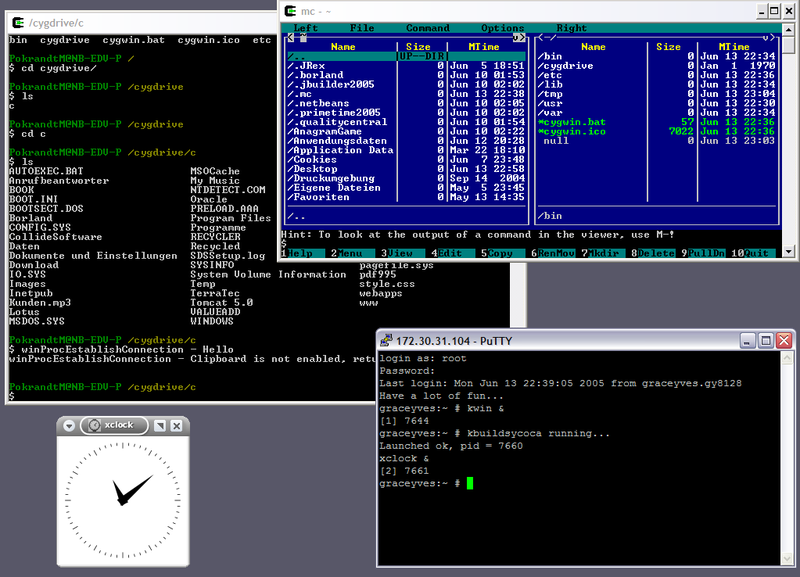 /cygdrive/c
bin  cygdrive  cygwin.bat  cygwin.ico  etc
PokrandtM@NB-EDV-P /
$ cd cygdrive/
PokrandtM@NB-EDV-P /cygdrive
$ ls
c
PokrandtM@NB-EDV-P /cygdrive
$ cd c
PokrandtM@NB-EDV-P /cygdrive/c
$ ls
AUTOEXEC.BAT MSOCache
Anrufbeantworter My Music
BOOK NTDETECT.COM
BOOT.INI Oracle
BOOTSECT.DOS PRELOAD.AAA
Borland Program Files
CONFIG.SYS Programme
CollideSoftware RECYCLER
Daten Recycled
Dokumente und Einstellungen SDSSetup.log
Download SYSINFO pagefile.sys
IO.SYS System Volume Information pdf995
Images Temp style.css
Inetpub TerraTec webapps
Kunden.mp3 Tomcat 5.0 www
Lotus VALUEADD
MSDOS.SYS WINDOWS
PokrandtM@NB-EDV-P /cygdrive/c
$ winProcEstablishConnection - Hello
winProcEstablishConnection - Clipboard is not enabled, retu
PokrandtM@NB-EDV-P /cygdrive/c
$
mc - ~
Left File Command Options Right
Name Size MTime
/.. UP--DIR
/.JRex 0 Jun 5 18:51
/.borland 0 Jun 10 01:53
/.jbuilder2005 0 Jun 10 02:02
/.mc 0 Jun 13 22:38
/.netbeans 0 Jun 10 02:05
/.primetime2005 0 Jun 10 02:02
/.qualitycentral 0 Jun 10 01:54
/AnagramGame 0 Jun 10 02:22
/Anwendungsdaten 0 Jun 12 20:28
/Application Data 0 Mar 22 18:10
/Cookies 0 Jun 7 23:48
/Desktop 0 Jun 13 22:58
/Druckumgebung 0 Sep 14 2004
/Eigene Dateien 0 May 5 23:45
/Favoriten 0 May 13 14:35
/..
Name Size MTime
/bin 0 Jun 13 22:34
/cygdrive 0 Jan 1 1970
/etc 0 Jun 13 22:36
/lib 0 Jun 13 22:34
/tmp 0 Jun 13 23:04
/usr 0 Jun 13 22:30
/var 0 Jun 13 22:34
*cygwin.bat 57 Jun 13 22:36
*cygwin.ico 7022 Jun 13 22:36
null 0 Jun 13 23:03
/bin
Hint: To look at the output of a command in the viewer, use M-!
$
1Help 2Menu 3View 4Edit 5Copy 6RenMov 7Mkdir 8Delete 9PullDn 10Quit
172.30.31.104 - PuTTY
login as: root
Password:
Last login: Mon Jun 13 22:39:05 2005 from graceyves.gy8128
Have a lot of fun...
graceyves:~ # kwin &
[1] 7644
graceyves:~ # kbuildsycoca running...
Launched ok, pid = 7660
xclock &
[2] 7661
graceyves:~ #
xclock